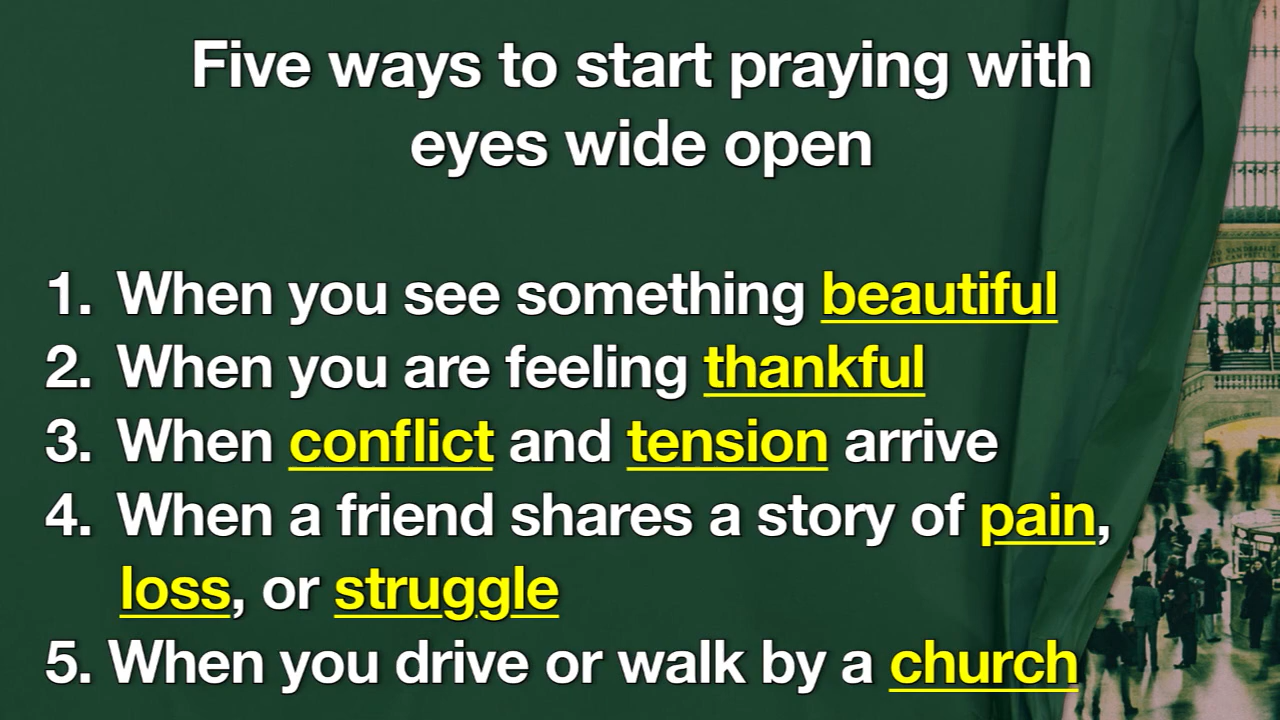 Five ways to start praying with
eyes wide open
1. When you see something beautiful
2. When you are feeling thankful
3. When conflict and tension arrive
4. When a friend shares a story of pain,
loss, or struggle
5. When you drive or walk by a church